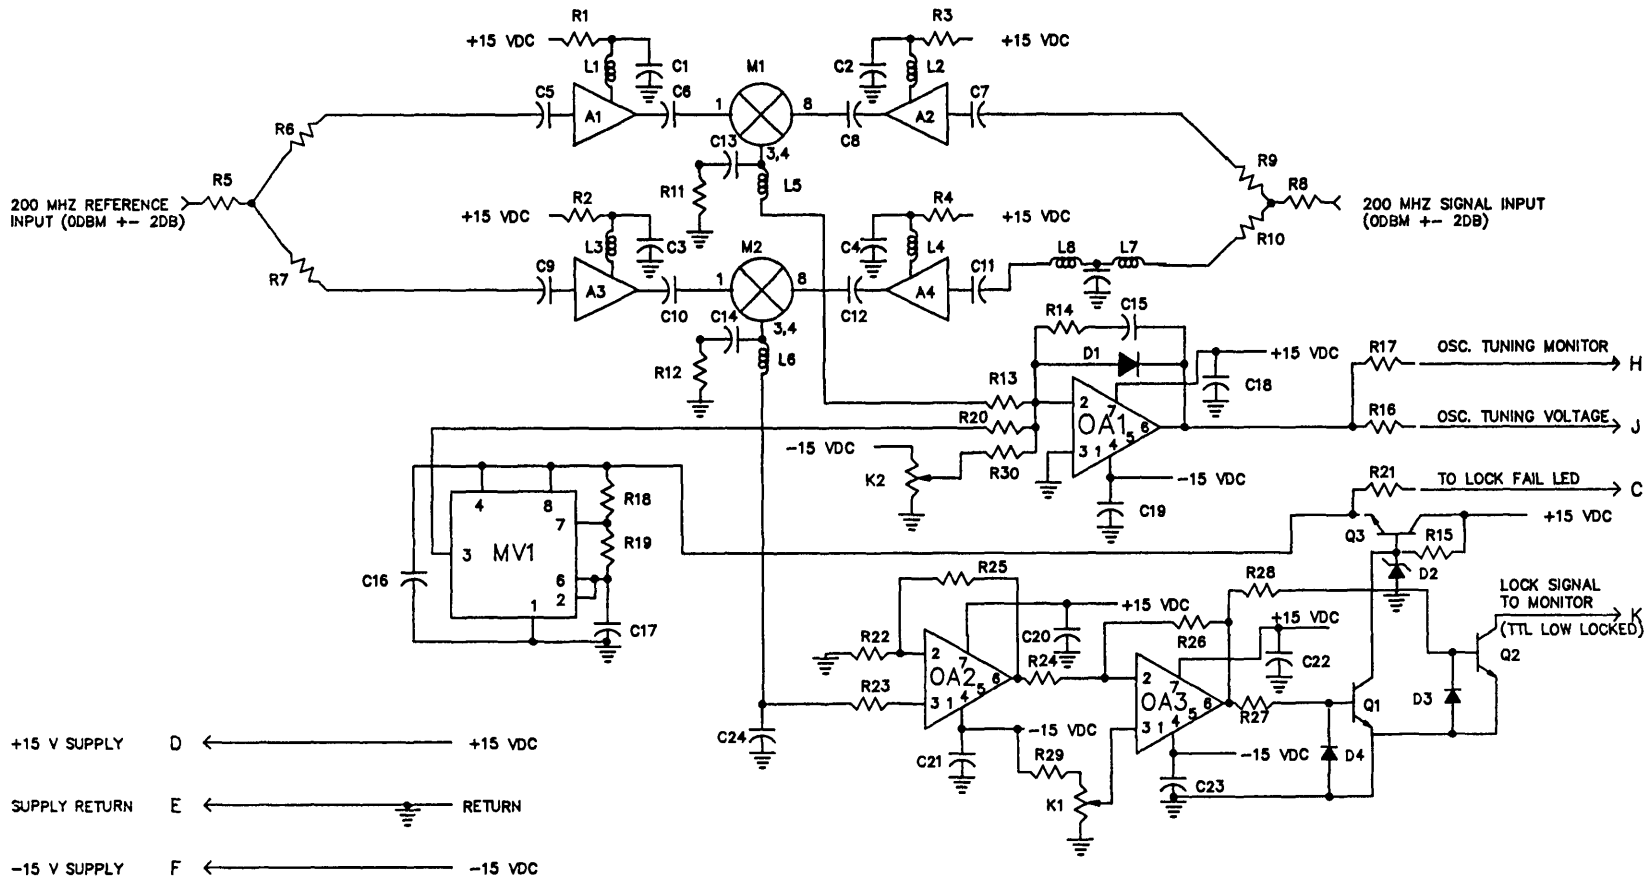 R1
R3
+15 VDC
+15 VDC
L1
C1
M1
C2
L2
C5
A1
C6
1
8
C8
A2
C7
R6
C13
3,4
R11
L5
R9
R5
R8
200 MHZ REFERENCE
INPUT (0DBM +- 2DB)
200 MHZ SIGNAL INPUT
(0DBM +- 2DB)
R2
R4
+15 VDC
+15 VDC
L3
C3
M2
C4
L4
R10
R7
C9
A3
C10
1
8
C12
A4
C11
L8
L7
C14
3,4
R12
L6
R14
C15
D1
+15 VDC
C18
R17
OSC. TUNING MONITOR
H
R13
R20
R30
2
7
OA1
6
5
3
1
4
R16
OSC. TUNING VOLTAGE
J
-15 VDC
K2
-15 VDC
C19
R21
TO LOCK FAIL LED
C
4
8
7
R18
3
MV1
R19
6
2
1
C16
C17
Q3
+15 VDC
R15
D2
R25
R28
LOCK SIGNAL
TO MONITOR
K
(TTL LOW LOCKED)
+15 VDC
C20
R26
+15 VDC
C22
R22
R23
2
7
OA2
6
5
3
1
4
R24
2
7
OA3
6
5
3
1
4
R27
Q1
Q2
D3
D4
C24
C21
-15 VDC
R29
K1
-15 VDC
C23
+15 V SUPPLY D +15 VDC
SUPPLY RETURN E RETURN
-15 V SUPPLY F -15 VDC